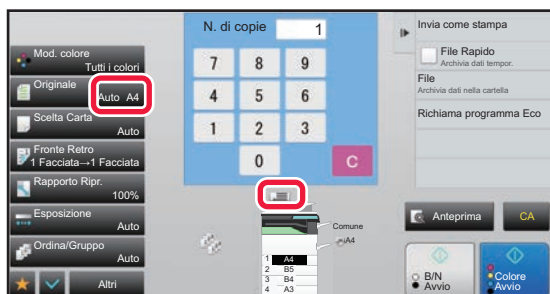 N. di copie 1
Mod. colore
Tutti i colori
Originale
Auto A4
Scelta Carta
Auto
Fronte Retro
1 Facciata→1 Facciata
Rapporto Ripr.
100%
Esposizione
Auto
Ordina/Gruppo
Auto
Altri
7 8 9
4 5 6
1 2 3
0 C
Comune
A4
1 A4
2 B5
3 B4
4 A3
Invia come stampa
File Rapido
Archivia dati tempor.
File
Archivia dati nella cartella
Richiama programma Eco
Anteprima
CA
B/N
Avvio
Colore
Avvio